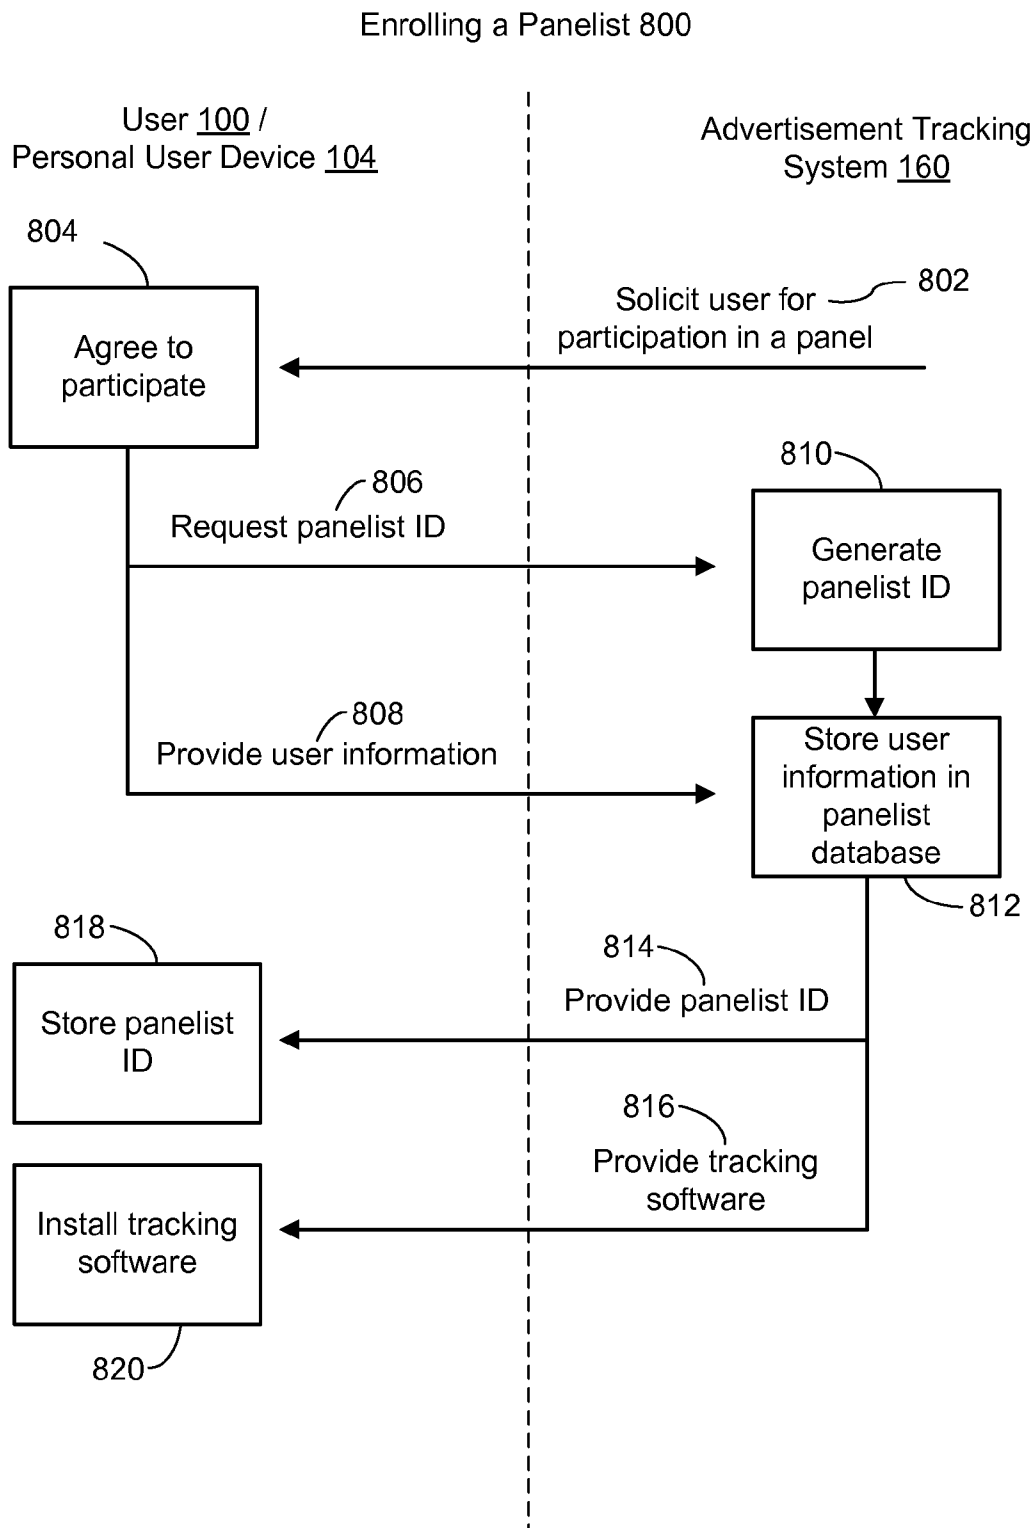 Enrolling a Panelist 800
User 100 /
Personal User Device 104
Advertisement Tracking
System 160
804
802
Solicit user for
participation in a panel
Agree to
participate
810
806
Request panelist ID
Generate
panelist ID
808
Provide user information
Store user
information in
panelist
database
812
818
814
Provide panelist ID
Store panelist
ID
816
Provide tracking
software
Install tracking
software
820